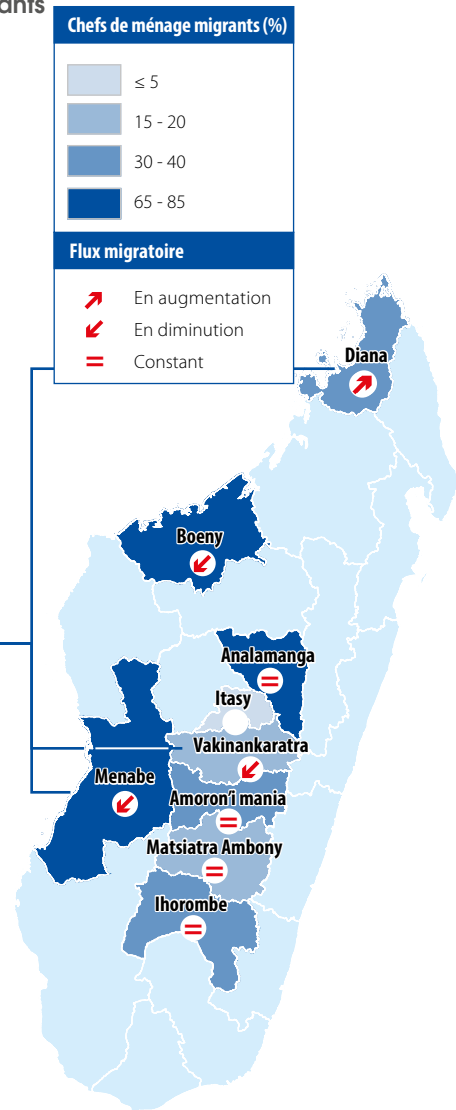 ants
Chefs de ménage migrants (%)
≤ 5
15 - 20
30 - 40
65 - 85
Flux migratoire
En augmentation
En diminution
= Constant
Diana
Boeny
Analamanga
=
Itasy
Vakinankaratra
Menabe
Amoron'i mania
=
Matsiatra Ambony
=
Ihorombe
=